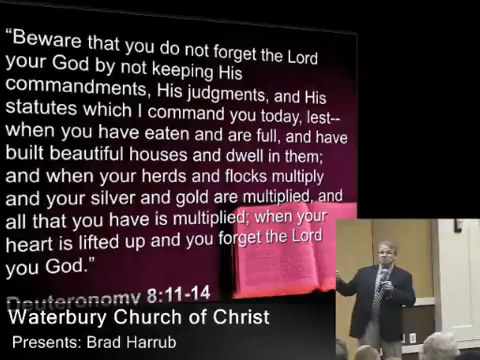 “Beware that you do not forget the Lord
your God by not keeping His
commandments, His judgments, and His
statutes which I command you today, lest--
when you have eaten and are full, and have
built beautiful houses and dwell in them;
and when your herds and flocks multiply
and your silver and gold are multiplied, and
all that you have is multiplied; when your
heart is lifted up and you forget the Lord
you God.”
Deuteronomy 8:11-14
Waterbury Church of Christ
Presents: Brad Harrub